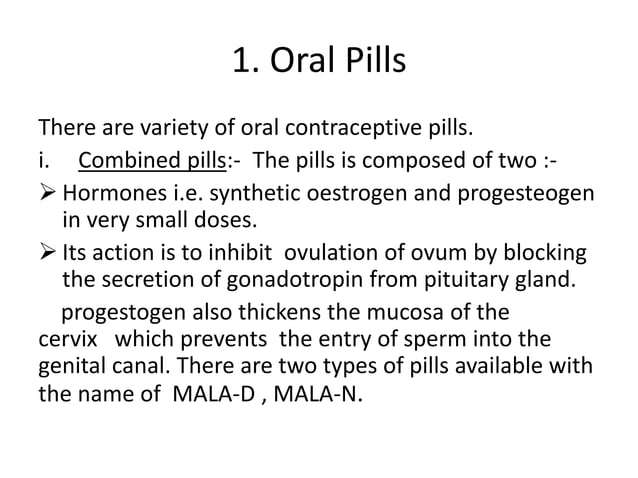 1. Oral Pills
There are variety of oral contraceptive pills.
i. Combined pills:- The pills is composed of two :-
➢ Hormones i.e. synthetic oestrogen and progesteogen
in very small doses.
➢ Its action is to inhibit ovulation of ovum by blocking
the secretion of gonadotropin from pituitary gland.
progestogen also thickens the mucosa of the
cervix which prevents the entry of sperm into the
genital canal. There are two types of pills available with
the name of MALA-D , MALA-N.